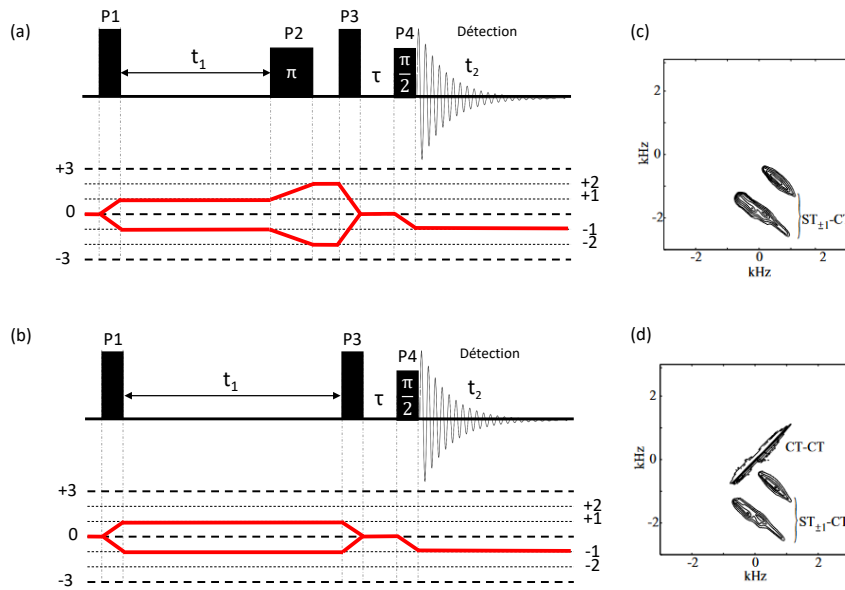 (a)
P1
P2
P3
P4
Détection
t1
π
τ
π
2
t2
+3
+2
+1
0
-1
-2
-3
(c)
2
0
-2
kHz
ST±1-CT
-2
0
2
kHz
(b)
P1
P3
P4
Détection
t1
τ
π
2
t2
+3
+2
+1
0
-1
-2
-3
(d)
2
0
-2
kHz
CT-CT
ST±1-CT
-2
0
2
kHz